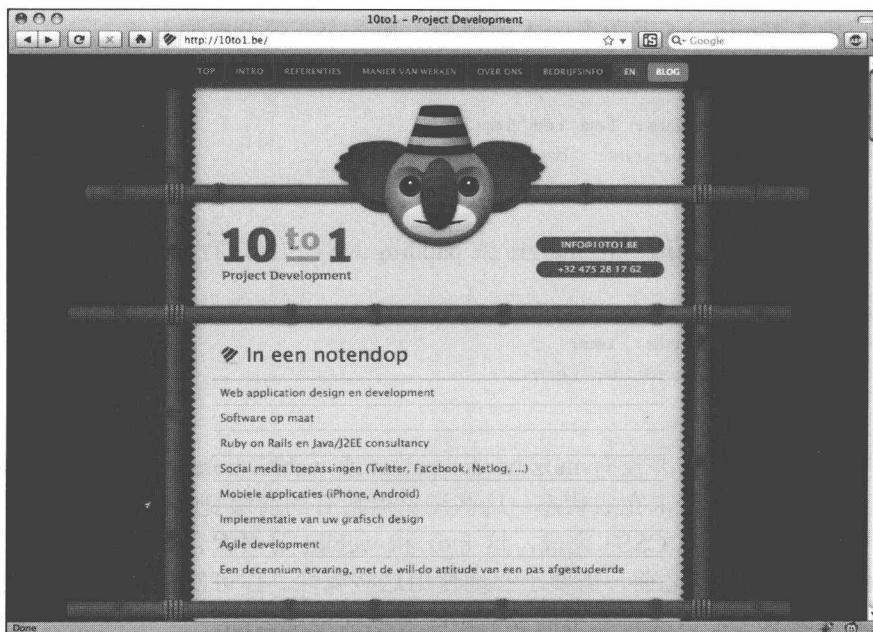 10to1 – Project Development
http://10to1.be/
Google
TOP INTRO REFERENTIES MANIER VAN WERKEN OVER ONS BEDRIJFSINFO EN BLOG
10 to 1
Project Development
INFO@10TO1.BE
+32 475 28 17 62
In een notendop
Web application design en development
Software op maat
Ruby on Rails en Java/J2EE consultancy
Social media toepassingen (Twitter, Facebook, Netlog, ...)
Mobiele applicaties (iPhone, Android)
Implementatie van uw grafisch design
Agile development
Een decennium ervaring, met de will-do attitude van een pas afgestudeerde
Done